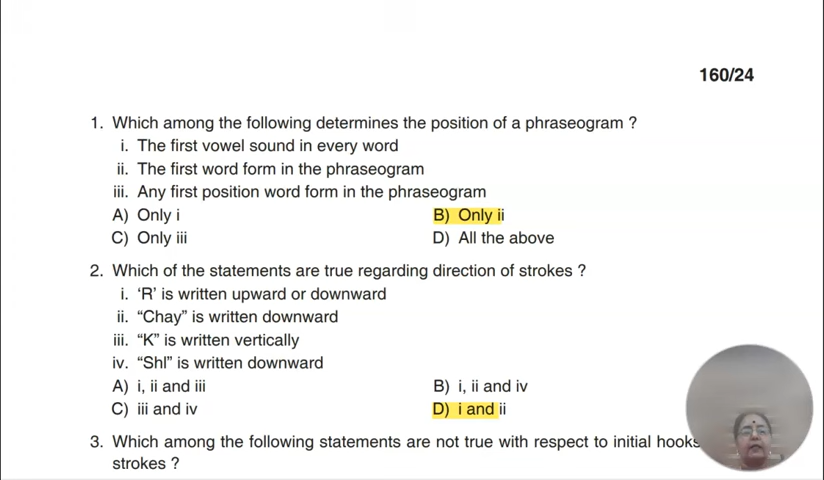 160/24
1. Which among the following determines the position of a phraseogram ?
i. The first vowel sound in every word
ii. The first word form in the phraseogram
iii. Any first position word form in the phraseogram
A) Only i
B) Only ii
C) Only iii
D) All the above
2. Which of the statements are true regarding direction of strokes ?
i. ‘R’ is written upward or downward
ii. “Chay” is written downward
iii. “K” is written vertically
iv. “Shl” is written downward
A) i, ii and iii
B) i, ii and iv
C) iii and iv
D) i and ii
3. Which among the following statements are not true with respect to initial hooks
strokes ?